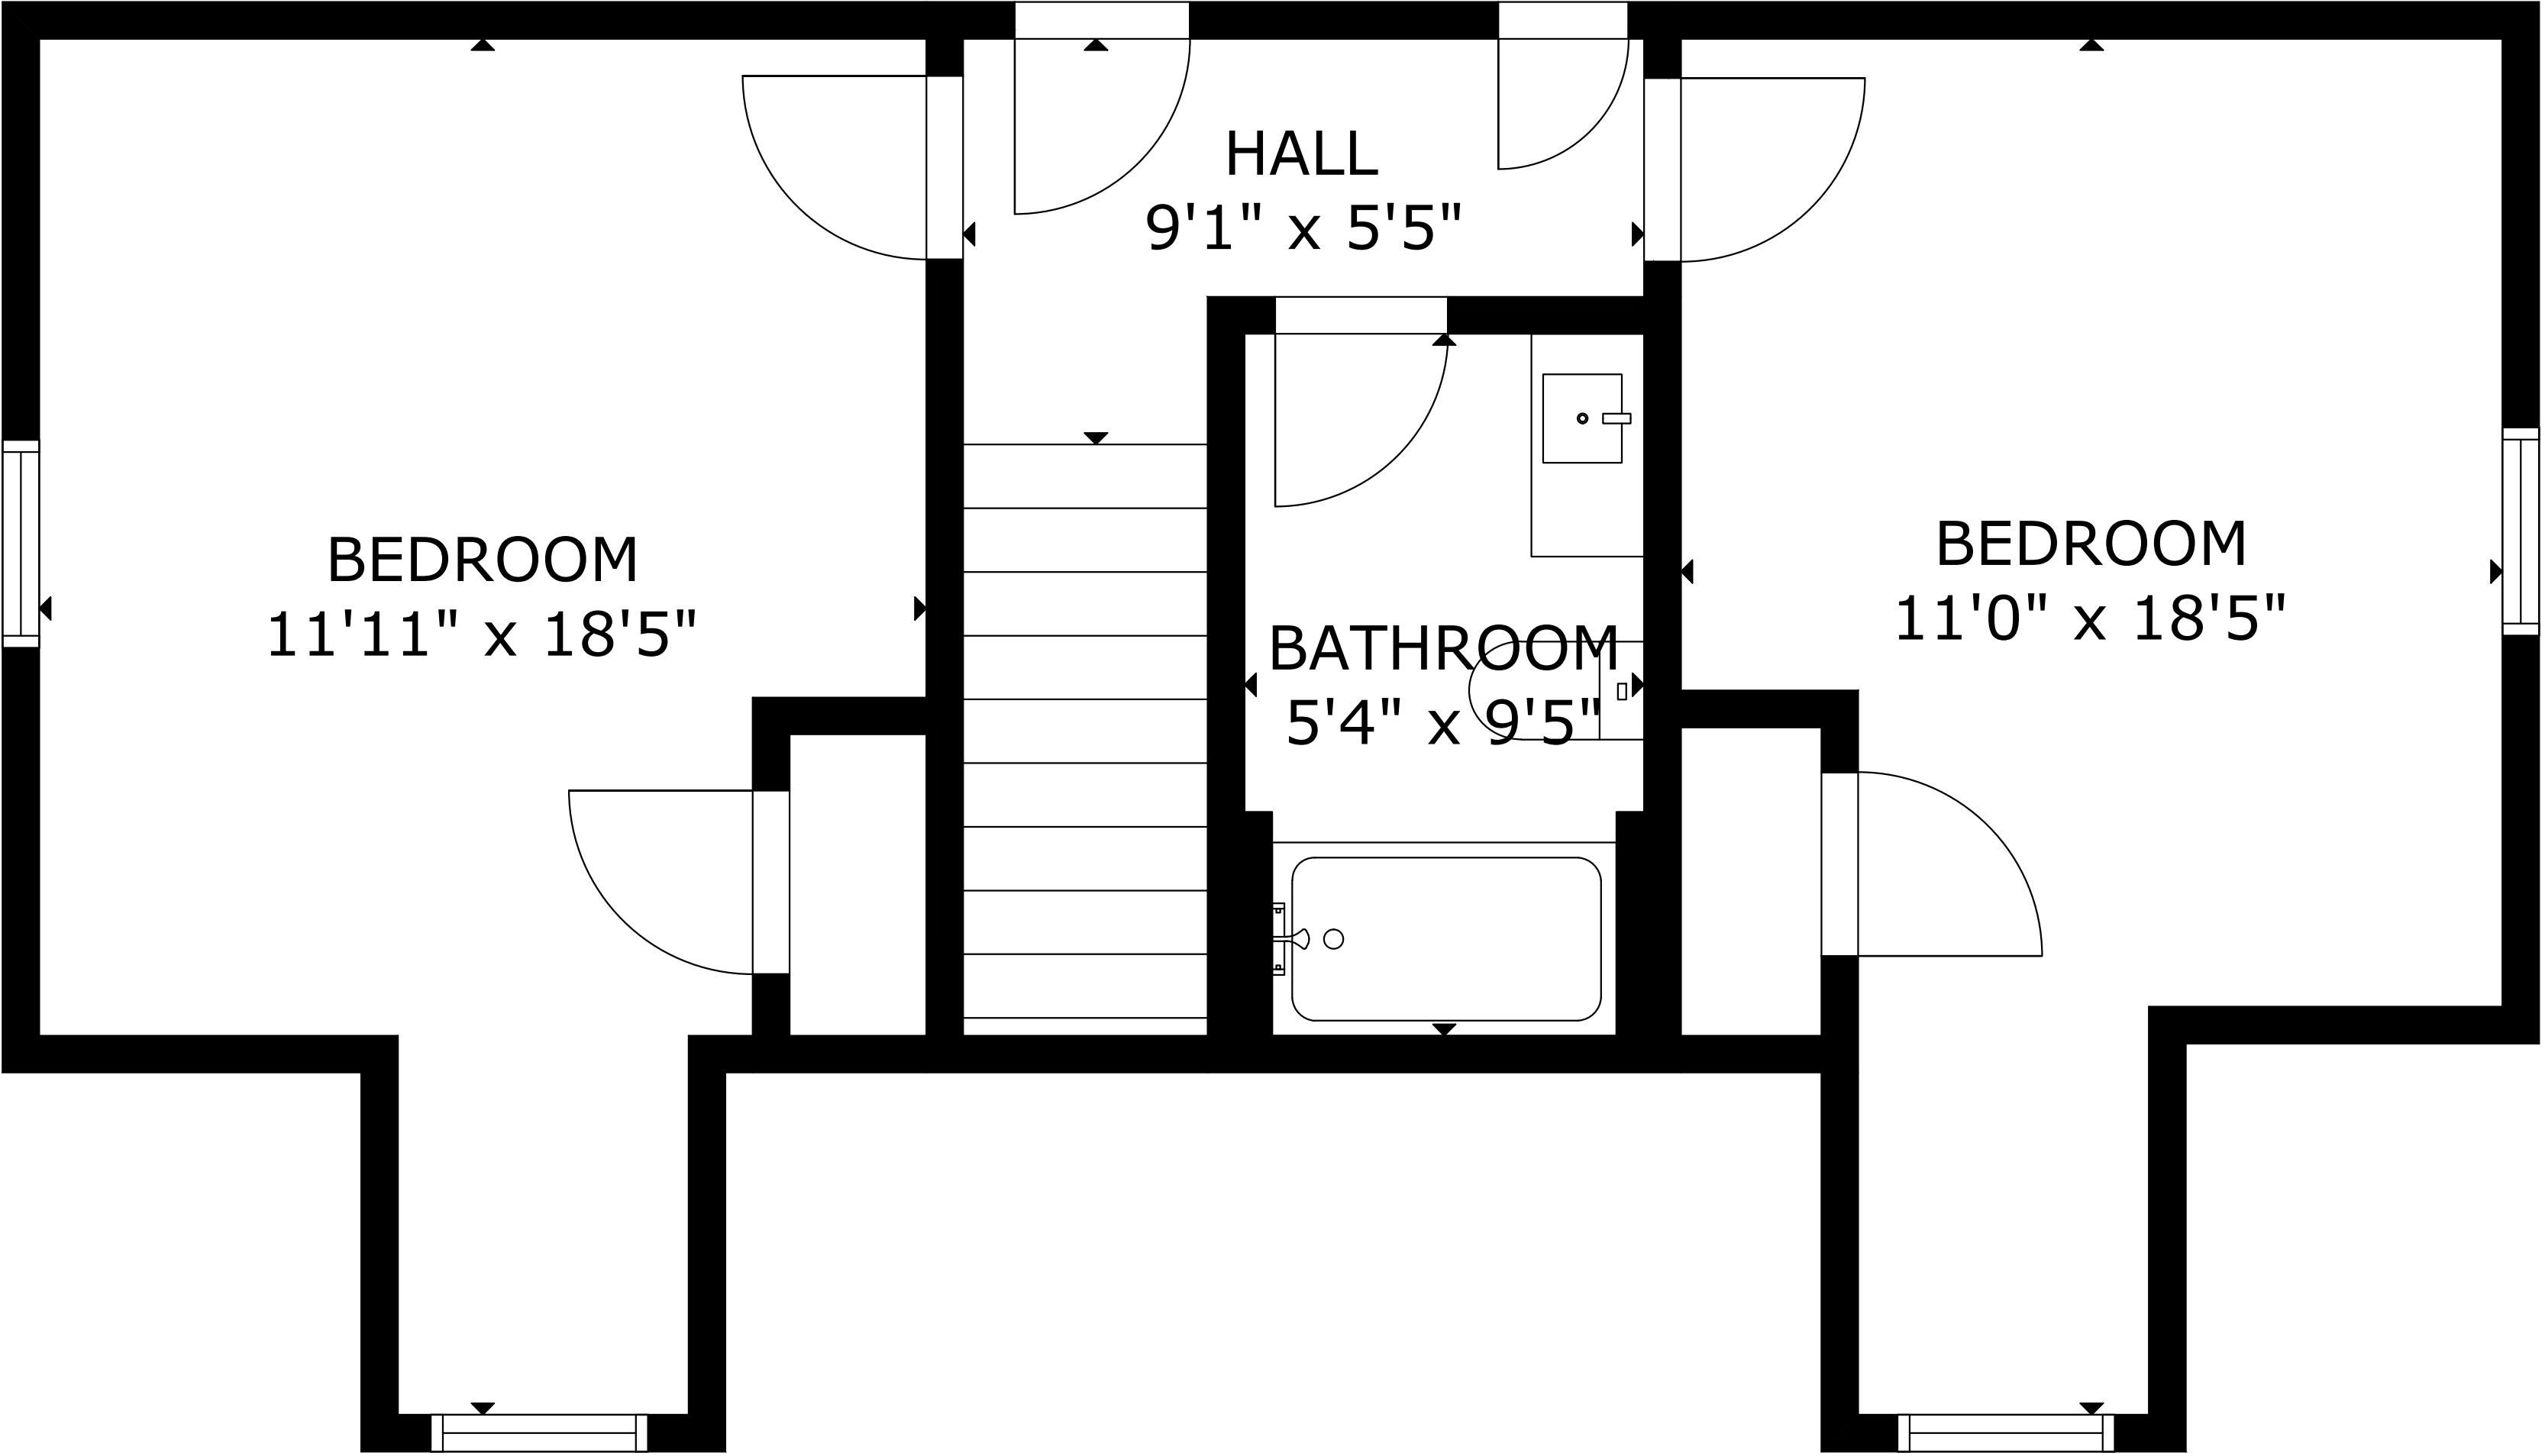 HALL
9'1" x 5'5"
BEDROOM
11'11" x 18'5"
BEDROOM
11'0" x 18'5"
BATHROOM
5'4" x 9'5"